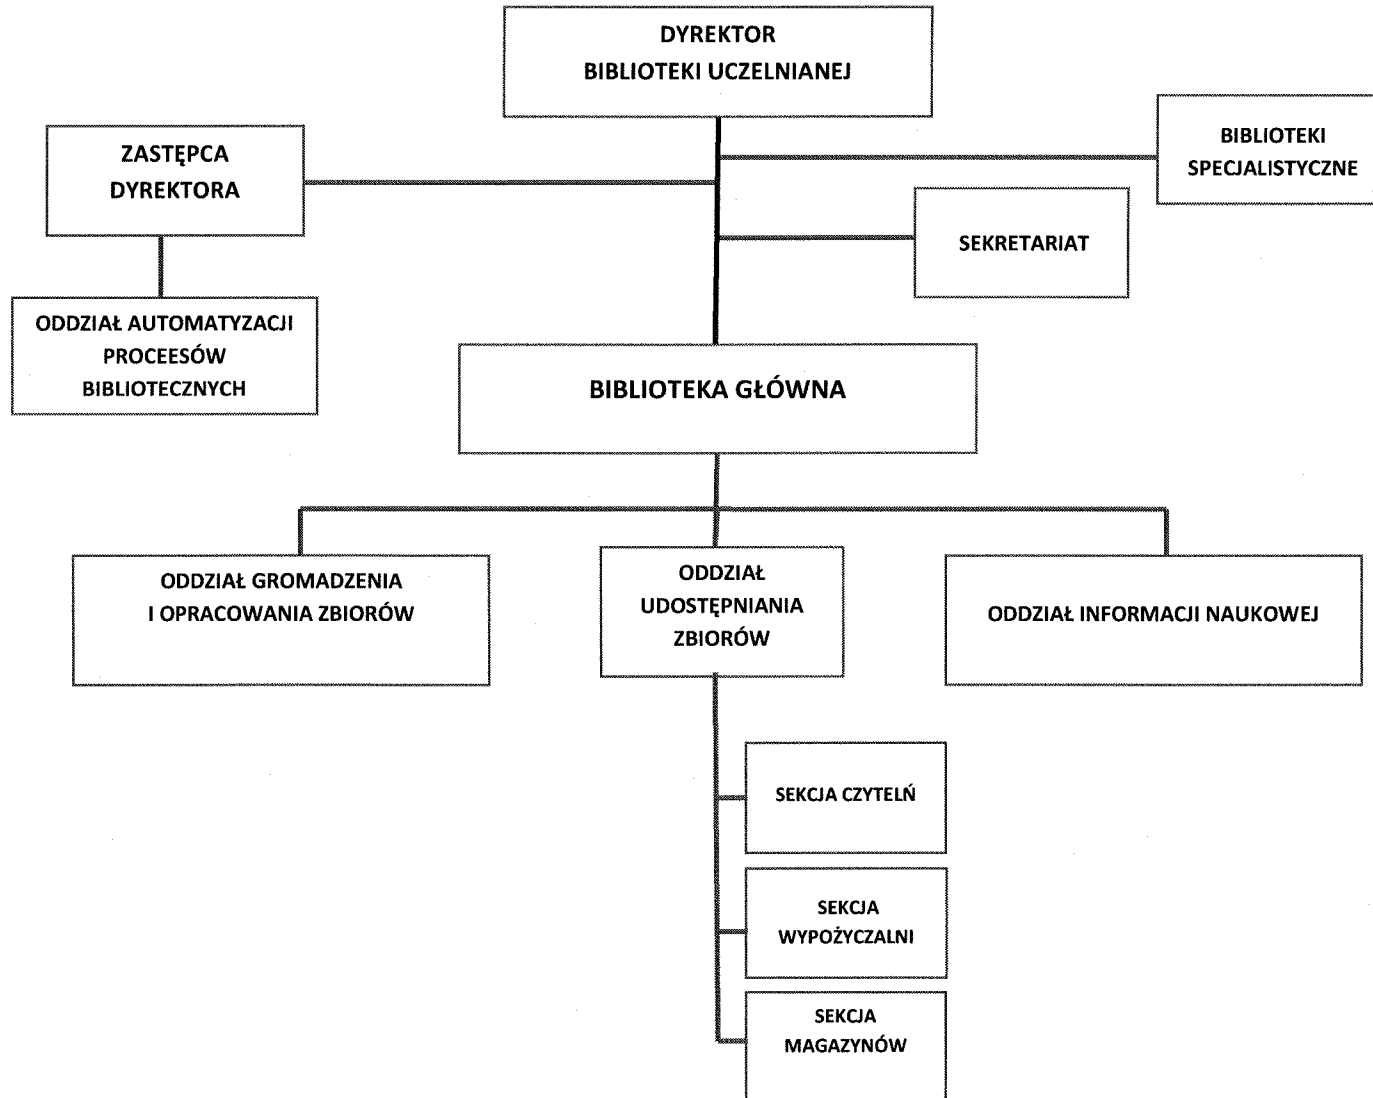 DYREKTOR
BIBLIOTEKI UCZELNIANEJ
BIBLIOTEKI
SPECJALISTYCZNE
ZASTĘPCA
DYREKTORA
SEKRETARIAT
ODDZIAŁ AUTOMATYZACJI
PROCEESÓW
BIBLIOTECZNYCH
BIBLIOTEKA GŁÓWNA
ODDZIAŁ GROMADZENIA
I OPRACOWANIA ZBIORÓW
ODDZIAŁ
UDOSTĘPNIANIA
ZBIORÓW
ODDZIAŁ INFORMACJI NAUKOWEJ
SEKCJA CZYTELŃ
SEKCJA
WYPOŻYCZALNI
SEKCJA
MAGAZYNÓW